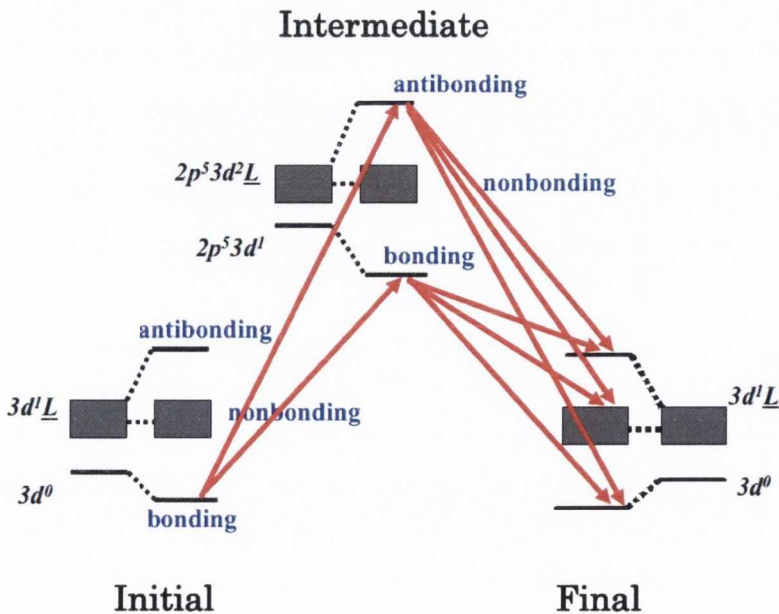 Intermediate
antibonding
2p⁵3d²L
nonbonding
2p⁵3d¹
bonding
antibonding
3d¹L
nonbonding
3d¹L
3d⁰
bonding
3d⁰
Initial
Final